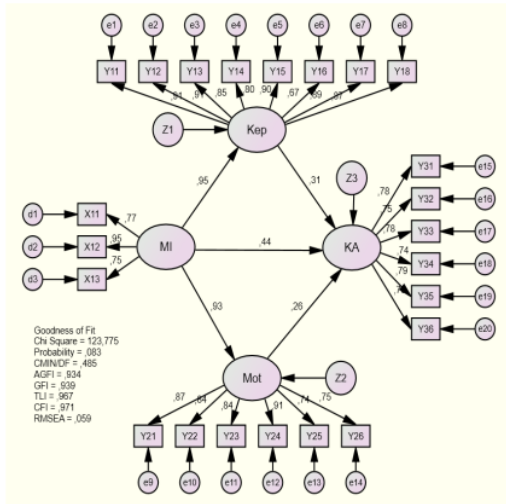 e1 e2 e3 e4 e5 e6 e7 e8
Y11 Y12 Y13 Y14 Y15 Y16 Y17 Y18
,91 ,85 ,80 ,90 ,67 ,97
Z1 Kep
,95 ,31
Z3
Y31 e15
,78
Y32 e16
,75
Y33 e17
,78
Y34 e18
,74
Y35 e19
,79
Y36 e20
d1 X11 ,77
d2 X12 ,95
d3 X13 ,75
MI ,44 KA
,93 ,26
Goodness of Fit
Chi Square = 123,775
Probability = ,083
CMIN/DF = ,485
AGFI = ,934
GFI = ,939
TLI = ,967
CFI = ,971
RMSEA = ,059
Mot Z2
,87 ,84 ,84 ,91 ,74 ,75
Y21 Y22 Y23 Y24 Y25 Y26
e9 e10 e11 e12 e13 e14